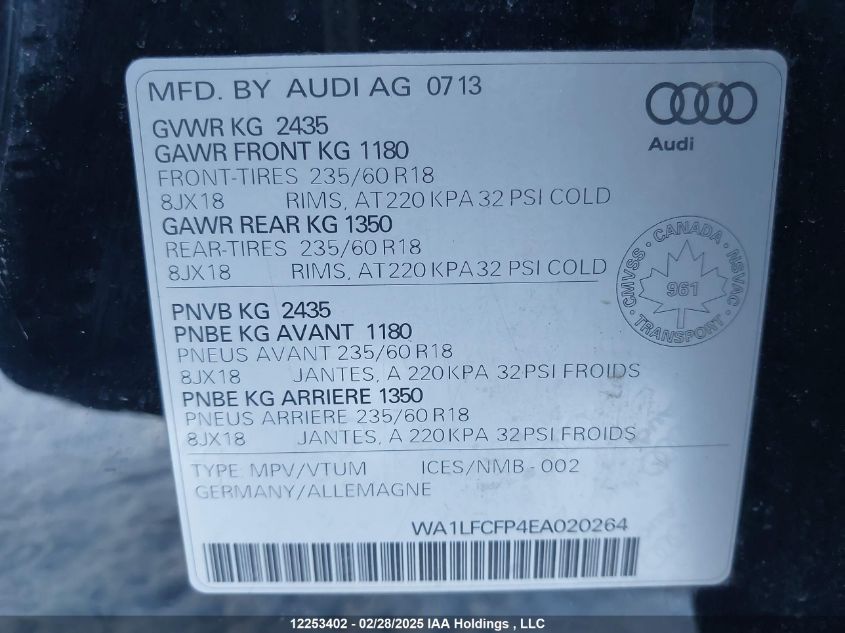 MFD. BY AUDI AG 0713
Audi
GVWR KG 2435
GAWR FRONT KG 1180
FRONT-TIRES 235/60 R18
8JX18 RIMS, AT 220 KPA 32 PSI COLD
GAWR REAR KG 1350
REAR-TIRES 235/60 R18
8JX18 RIMS, AT 220 KPA 32 PSI COLD
CMVSS · CANADA · NSVAC · TRANSPORT ·
961
PNVB KG 2435
PNBE KG AVANT 1180
PNEUS AVANT 235/60 R18
8JX18 JANTES, A 220 KPA 32 PSI FROIDS
PNBE KG ARRIERE 1350
PNEUS ARRIERE 235/60 R18
8JX18 JANTES, A 220 KPA 32 PSI FROIDS
TYPE: MPV/VTUM ICES/NMB - 002
GERMANY/ALLEMAGNE
WA1LFCFP4EA020264
12253402 - 02/28/2025 IAA Holdings , LLC